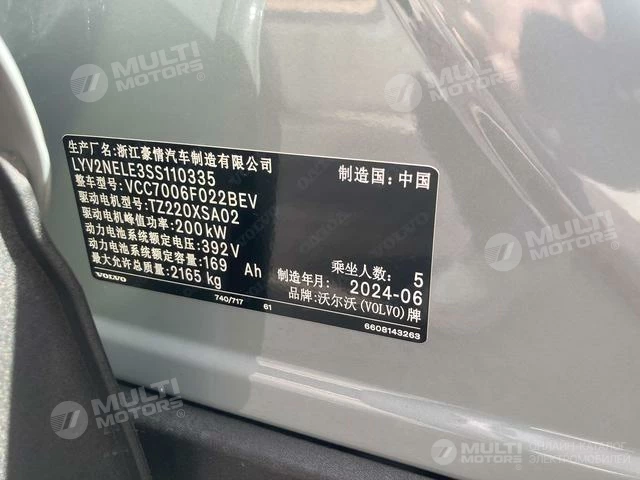 生产厂名:浙江豪情汽车制造有限公司
LYV2NELE3SS110335
制造国:中国
整车型号:VCC7006F022BEV
驱动电机型号:TZ220XSA02
驱动电机峰值功率:200kW
动力电池系统额定电压:392V
动力电池系统额定容量:169 Ah
乘坐人数: 5
最大允许总质量:2165 kg
制造年月: 2024-06
VOLVO
品牌:沃尔沃(VOLVO)牌
740/717
61
6608143263
MULTI MOTORS
MULTI MOTORS
MULTI MOTORS
MULTI MOTORS
MULTI MOTORS
MULTI MOTORS
ОНЛАЙН-КАТАЛОГ
ЭЛЕКТРОМОБИЛЕЙ